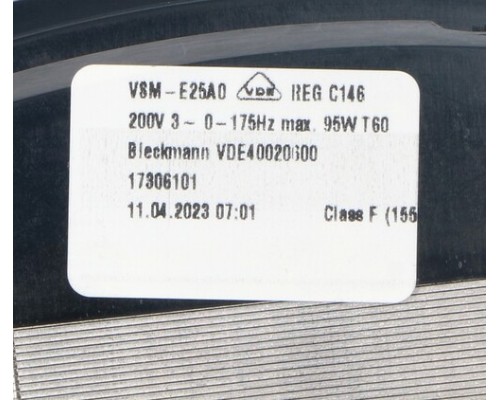 VSM-E25A0 VDE REG C146
200V 3~ 0-175Hz max. 95W T60
Bleckmann VDE40020600
17306101
11.04.2023 07:01 Class F (155